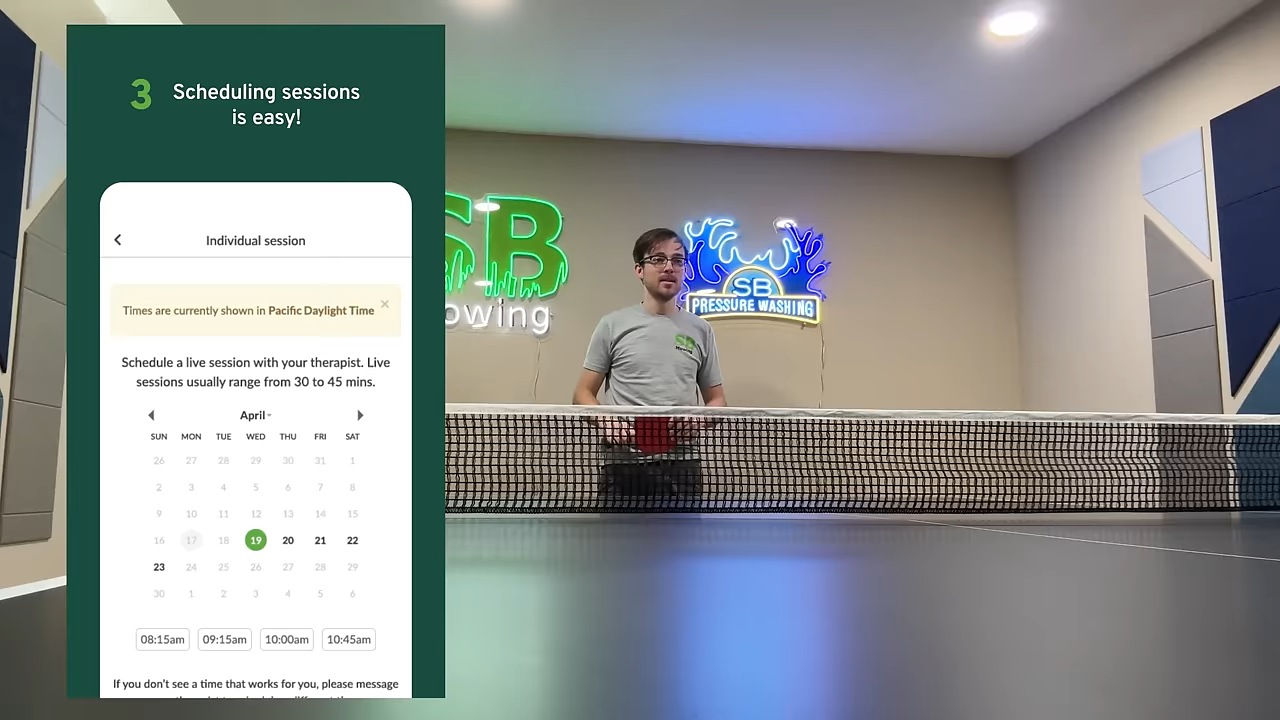 3 Scheduling sessions
is easy!
Individual session
Times are currently shown in Pacific Daylight Time ×
Schedule a live session with your therapist. Live
sessions usually range from 30 to 45 mins.
April
SUN MON TUE WED THU FRI SAT
26 27 28 29 30 31 1
2 3 4 5 6 7 8
9 10 11 12 13 14 15
16 17 18 19 20 21 22
23 24 25 26 27 28 29
30 1 2 3 4 5 6
08:15am 09:15am 10:00am 10:45am
If you don't see a time that works for you, please message
SB
owing
SB
PRESSURE WASHING
SB